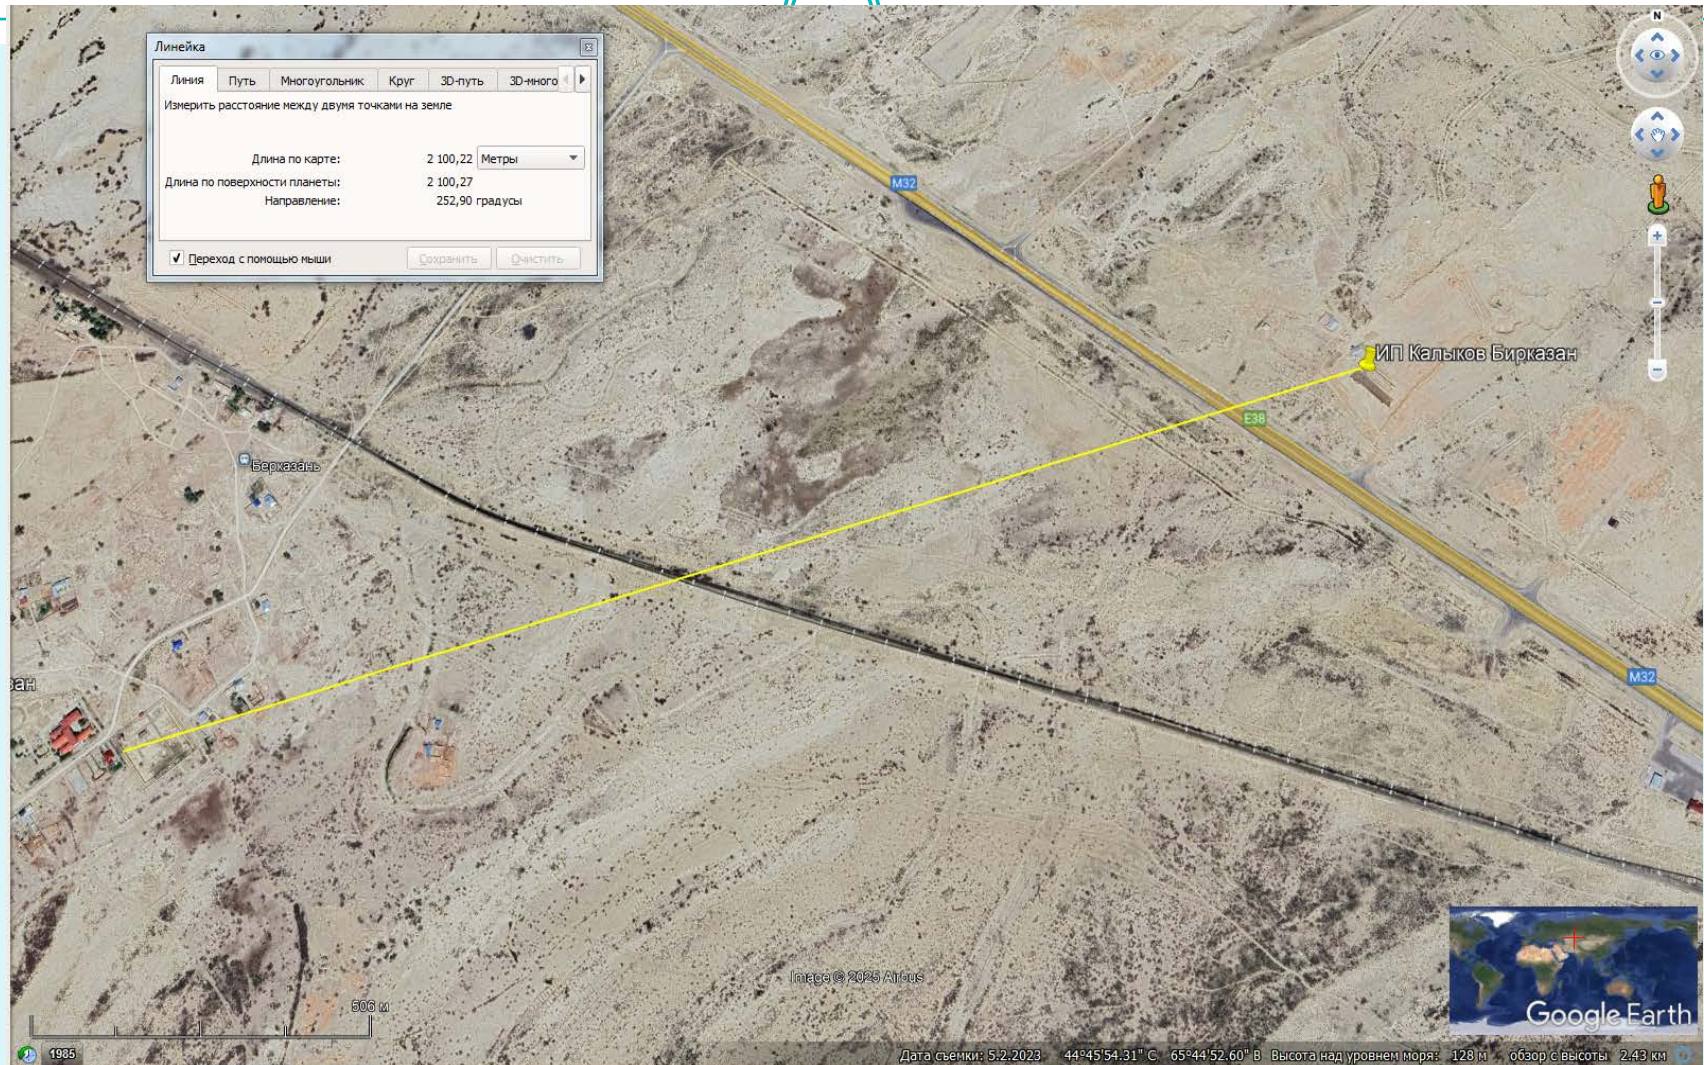 Линейка
Линия Путь Многоугольник Круг 3D-путь 3D-много
Измерить расстояние между двумя точками на земле
Длина по карте: 2 100,22 Метры
Длина по поверхности планеты: 2 100,27
Направление: 252,90 градусы
Переход с помощью мыши Сохранить Очистить
N
M32
ИП Калыков Бирказан
E38
Берказань
M32
зан
Image © 2025 Airbus
506 м
Google Earth
1985
Дата съемки: 5.2.2023 44°45'54.31" С 65°44'52.60" В Высота над уровнем моря: 128 м обзор с высоты 2.43 км